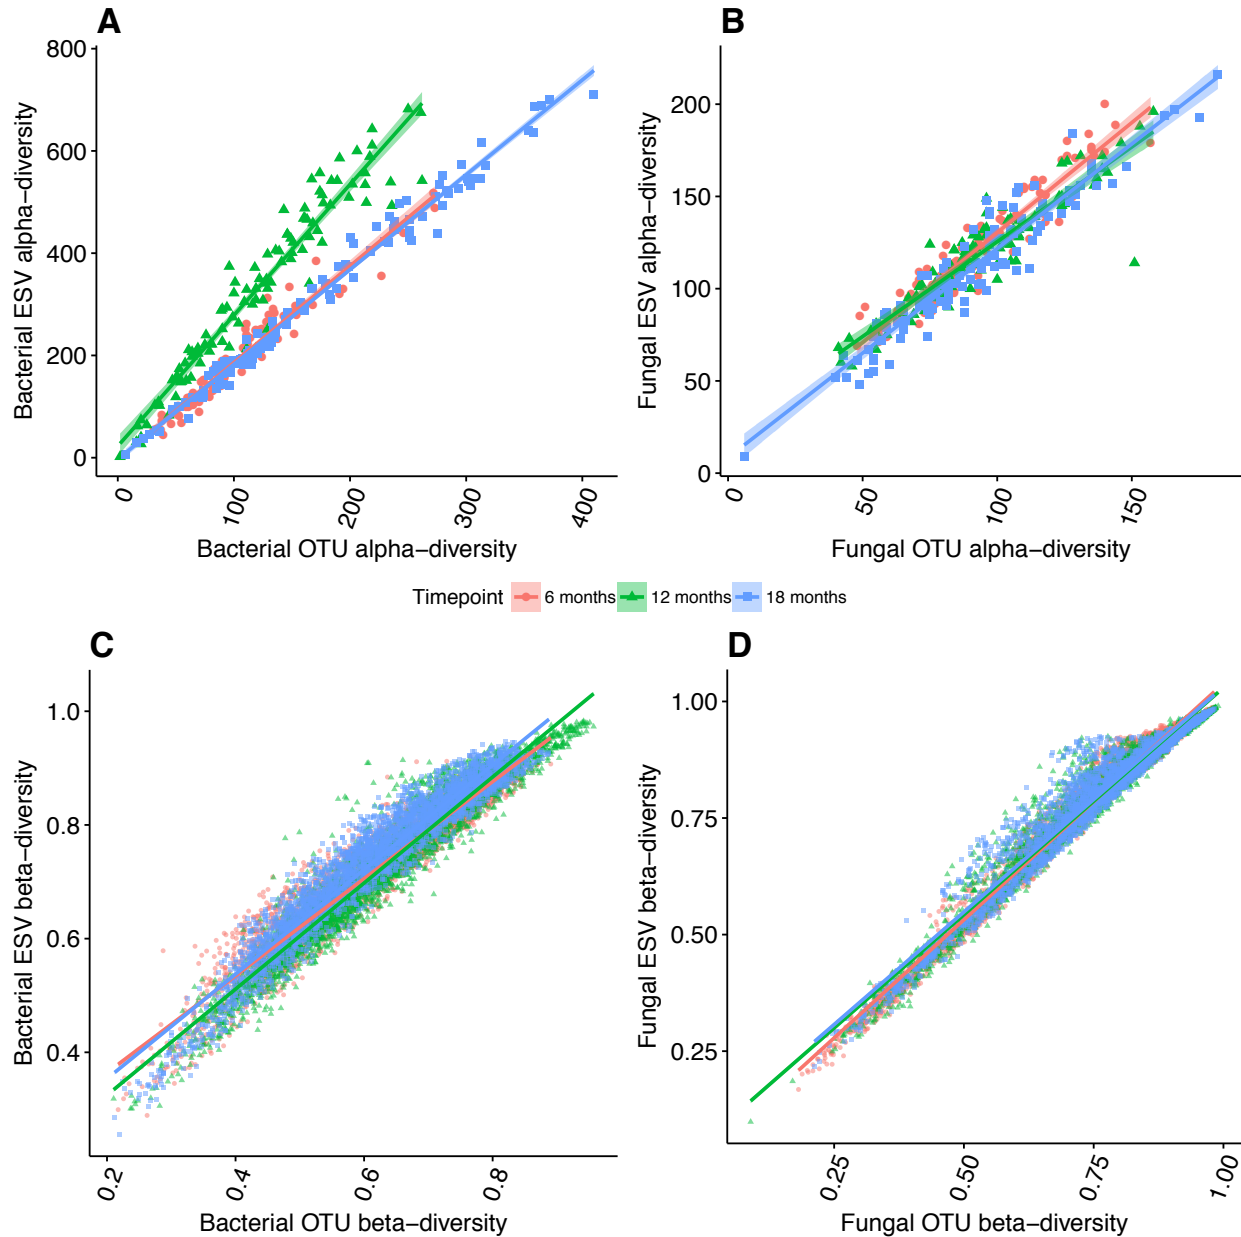 A
B
Bacterial ESV alpha−diversity
800
600
400
200
0
0
100
200
300
400
Bacterial OTU alpha−diversity
Fungal ESV alpha−diversity
200
150
100
50
0
0
50
100
150
Fungal OTU alpha−diversity
Timepoint 6 months 12 months 18 months
C
D
Bacterial ESV beta−diversity
1.0
0.8
0.6
0.4
0.2
0.4
0.6
0.8
Bacterial OTU beta−diversity
Fungal ESV beta−diversity
1.00
0.75
0.50
0.25
0.25
0.50
0.75
1.00
Fungal OTU beta−diversity